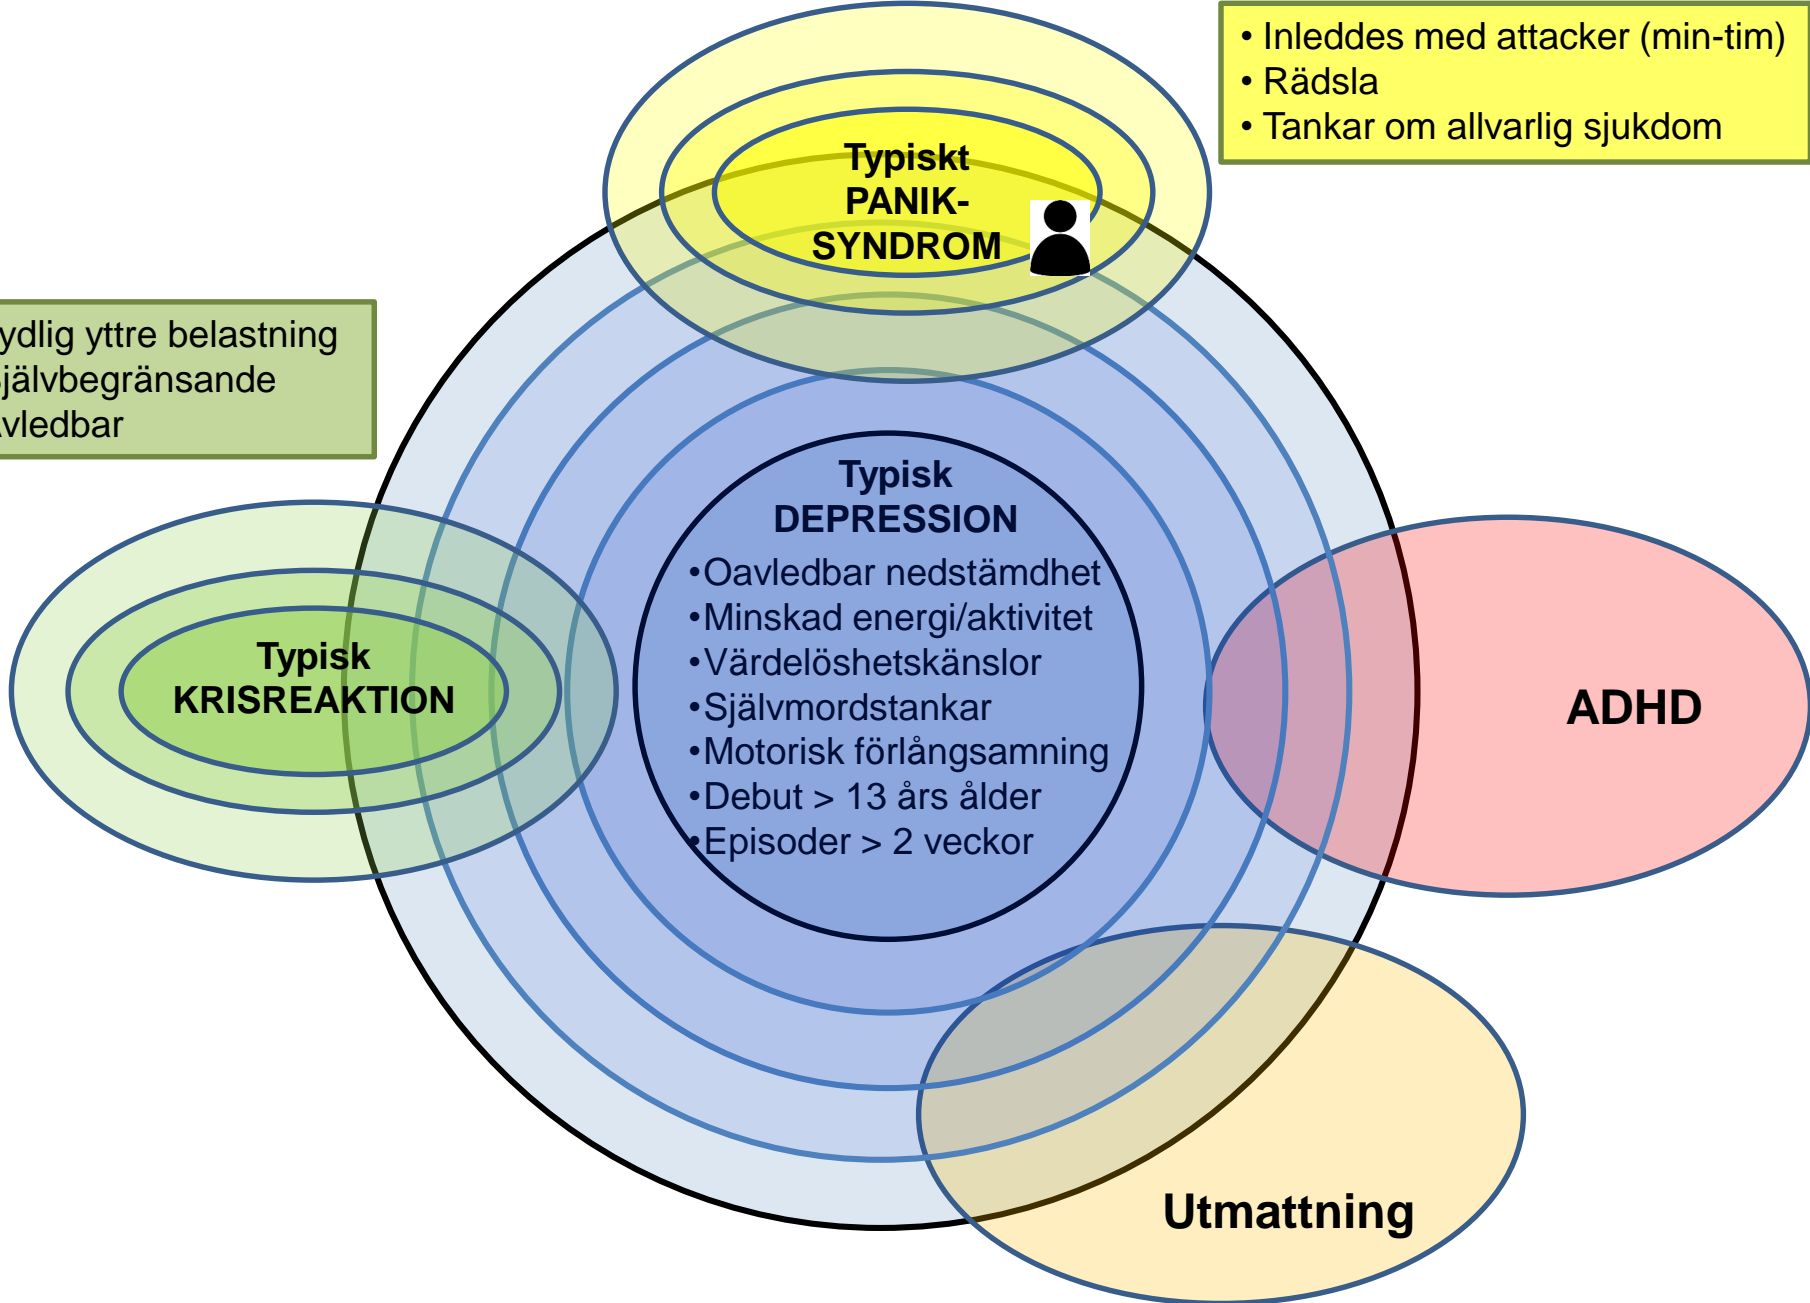 • Inleddes med attacker (min-tim)
• Rädsla
• Tankar om allvarlig sjukdom
Typiskt
PANIK-
SYNDROM
ydlig yttre belastning
självbegränsande
vledbar
Typisk
DEPRESSION
•Oavledbar nedstämdhet
•Minskad energi/aktivitet
•Värdelöshetskänslor
•Självmordstankar
•Motorisk förlångsamning
•Debut > 13 års ålder
•Episoder > 2 veckor
Typisk
KRISREAKTION
ADHD
Utmattning